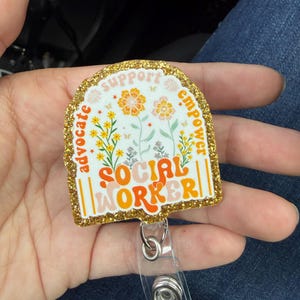 advocate
support
empower
SOCIAL
WORKER